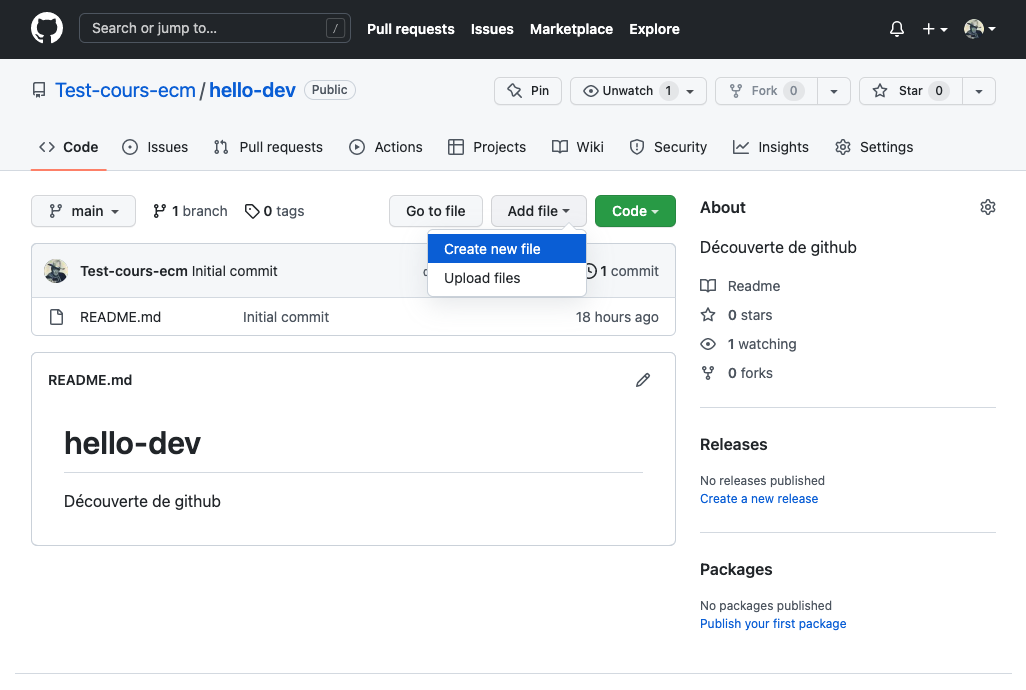 Search or jump to... / Pull requests Issues Marketplace Explore
Test-cours-ecm / hello-dev Public Pin Unwatch 1 Fork 0 Star 0
Code Issues Pull requests Actions Projects Wiki Security Insights Settings
main 1 branch 0 tags Go to file Add file Code
Create new file
Upload files
Test-cours-ecm Initial commit 1 commit
README.md Initial commit 18 hours ago
README.md
hello-dev
Découverte de github
About
Découverte de github
Readme
0 stars
1 watching
0 forks
Releases
No releases published
Create a new release
Packages
No packages published
Publish your first package